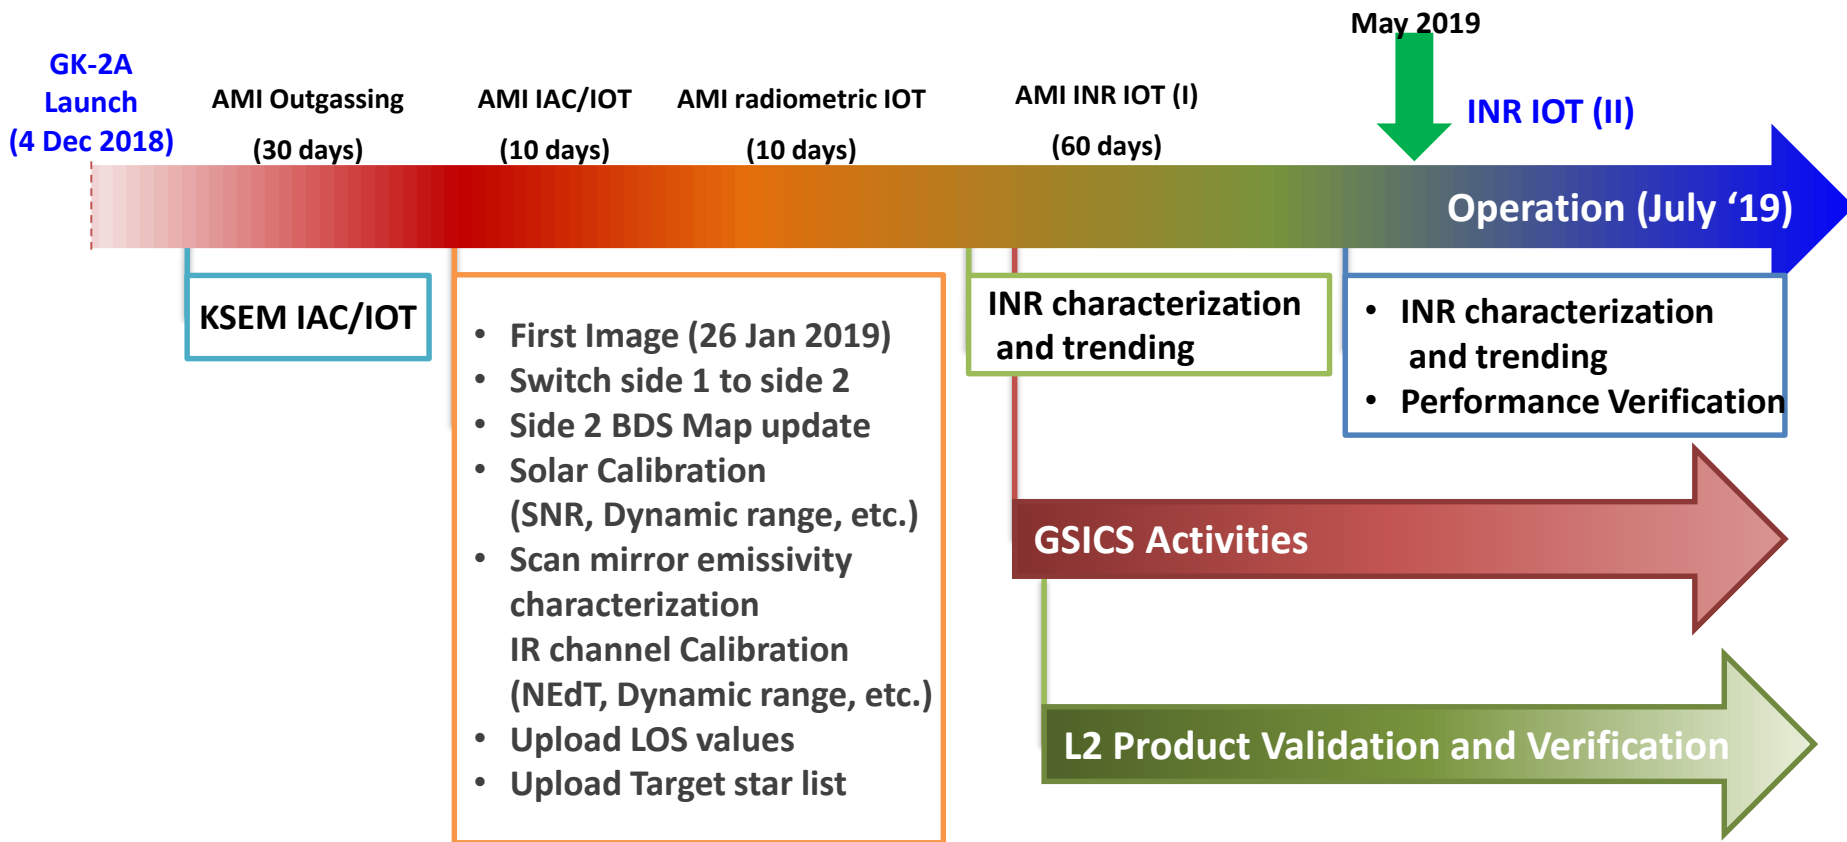 GK-2A
Launch
(4 Dec 2018)
AMI Outgassing
(30 days)
AMI IAC/IOT
(10 days)
AMI radiometric IOT
(10 days)
AMI INR IOT (I)
(60 days)
May 2019
INR IOT (II)
Operation (July ‘19)
KSEM IAC/IOT
• First Image (26 Jan 2019)
• Switch side 1 to side 2
• Side 2 BDS Map update
• Solar Calibration
(SNR, Dynamic range, etc.)
• Scan mirror emissivity
characterization
IR channel Calibration
(NEdT, Dynamic range, etc.)
• Upload LOS values
• Upload Target star list
INR characterization
and trending
• INR characterization
and trending
• Performance Verification
GSICS Activities
L2 Product Validation and Verification